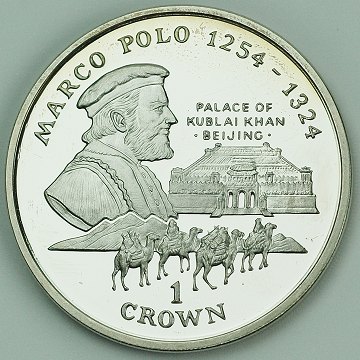 MARCO POLO 1254 - 1324
PALACE OF
KUBLAI KHAN
· BEIJING ·
1
CROWN